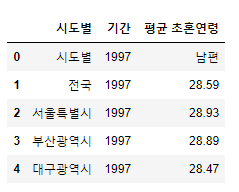 시도별 기간 평균 초혼연령
0 시도별 1997 남편
1 전국 1997 28.59
2 서울특별시 1997 28.93
3 부산광역시 1997 28.89
4 대구광역시 1997 28.47